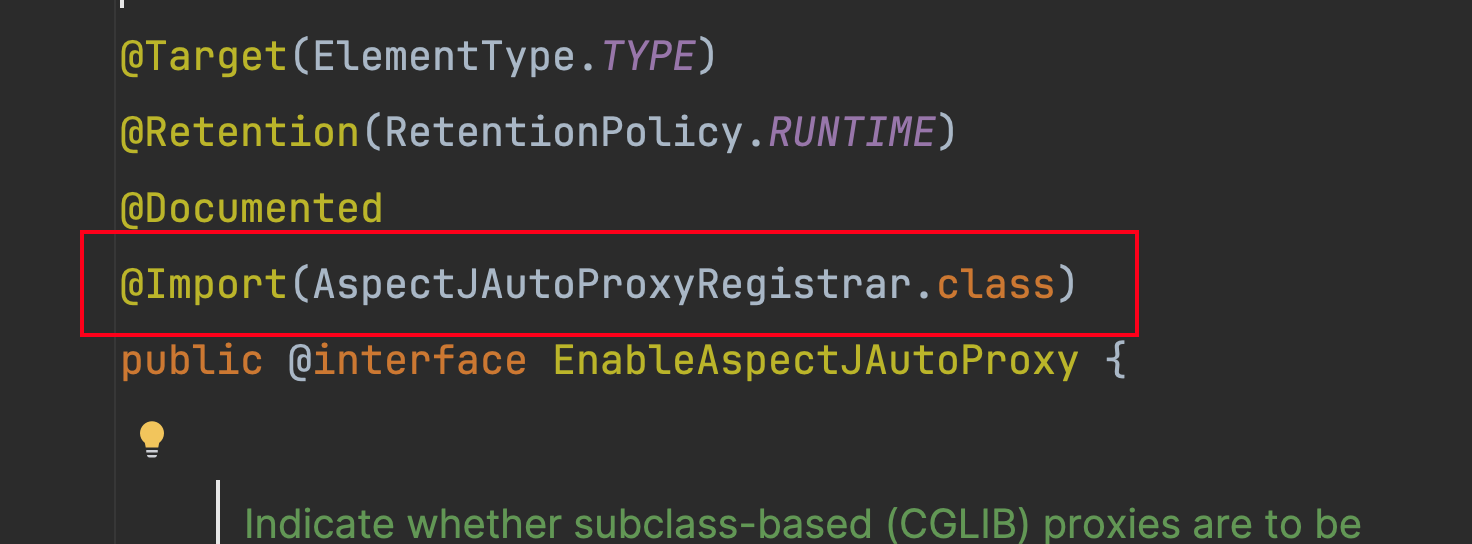 @Target(ElementType.TYPE)
@Retention(RetentionPolicy.RUNTIME)
@Documented
@Import(AspectJAutoProxyRegistrar.class)
public @interface EnableAspectJAutoProxy {
Indicate whether subclass-based (CGLIB) proxies are to be